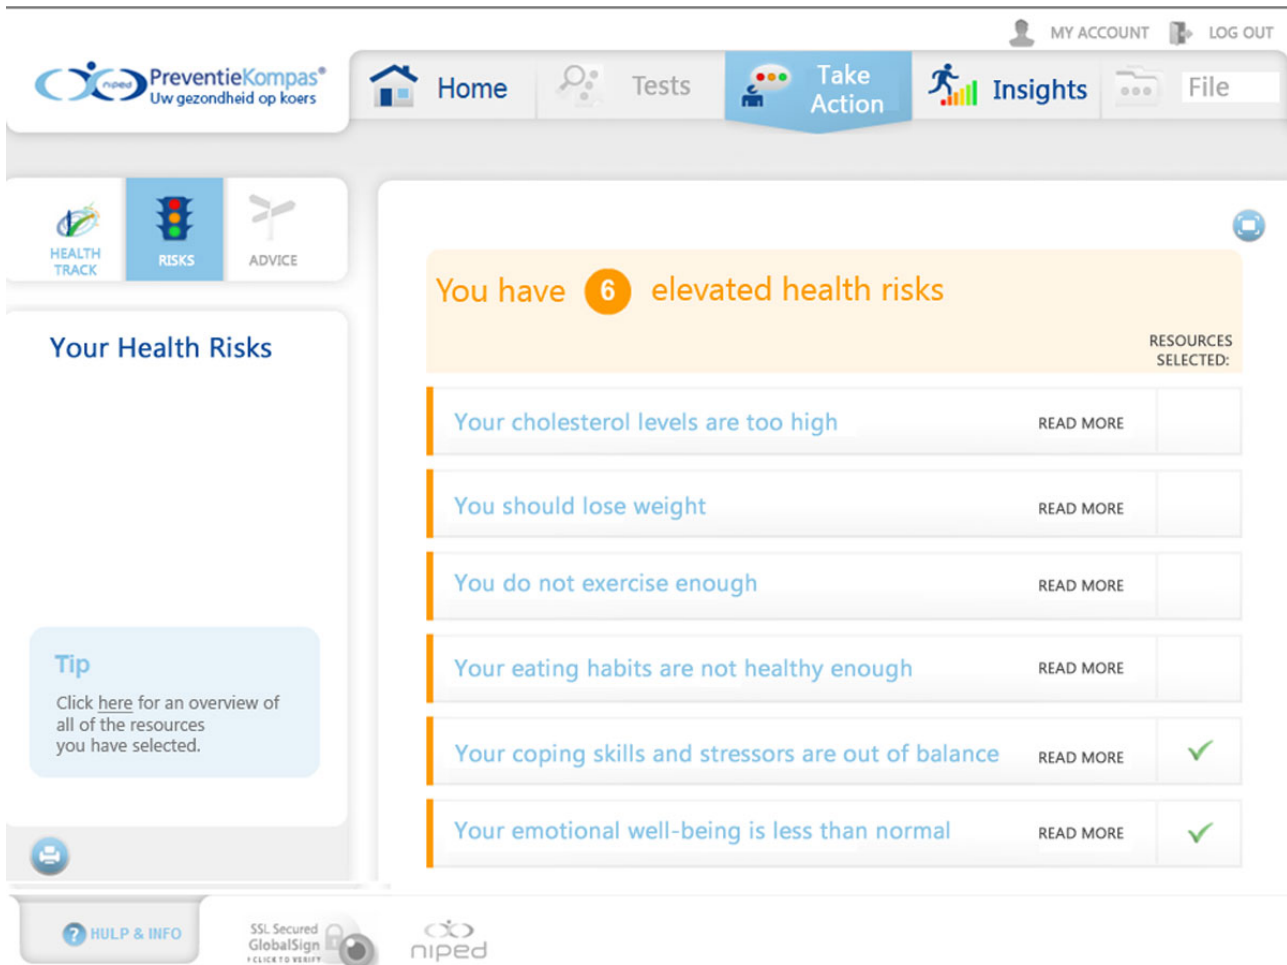 MY ACCOUNT
LOG OUT
niped
PreventieKompas®
Uw gezondheid op koers
Home
Tests
Take
Action
Insights
File
HEALTH
TRACK
RISKS
ADVICE
Your Health Risks
You have 6 elevated health risks
RESOURCES
SELECTED:
Your cholesterol levels are too high READ MORE
You should lose weight READ MORE
You do not exercise enough READ MORE
Your eating habits are not healthy enough READ MORE
Your coping skills and stressors are out of balance READ MORE
Your emotional well-being is less than normal READ MORE
Tip
Click here for an overview of
all of the resources
you have selected.
? HULP & INFO
SSL Secured
GlobalSign
CLICK TO VERIFY
niped